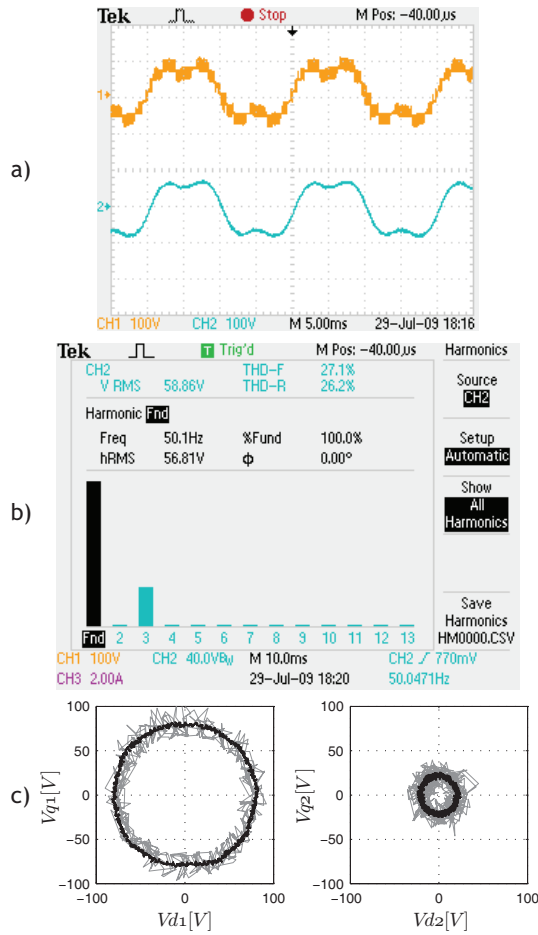 Tek Stop M Pos: -40.00µs
1
a)
2
CH1 100V CH2 100V M 5.00ms 29-Jul-09 18:16
Tek T Trig'd M Pos: -40.00µs Harmonics
CH2 THD-F 27.1%
V RMS 58.86V THD-R 26.2%
Source
CH2
Harmonic Fnd
Freq 50.1Hz %Fund 100.0%
hRMS 56.81V ϕ 0.00°
Setup
Automatic
Show
All
Harmonics
b)
Save
Harmonics
HM0000.CSV
Fnd 2 3 4 5 6 7 8 9 10 11 12 13
CH1 100V CH2 40.0VBW M 10.0ms CH2 770mV
CH3 2.00A 29-Jul-09 18:20 50.0471Hz
c)
Vq1[V]
100
50
0
-50
-100
-100 0 100
Vd1[V]
Vq2[V]
100
50
0
-50
-100
-100 0 100
Vd2[V]